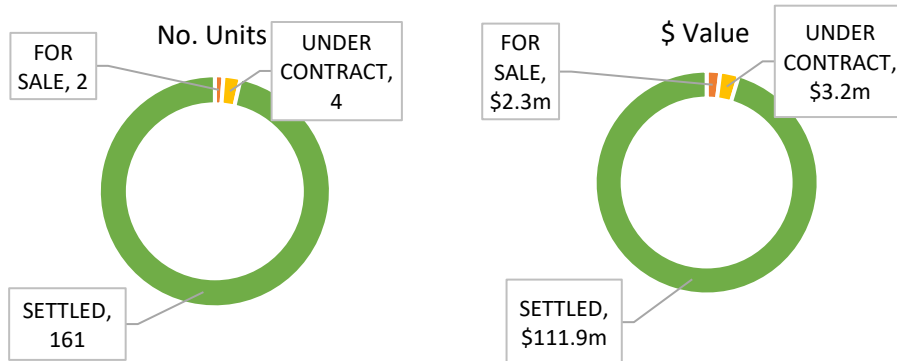 No. Units
FOR
SALE, 2
UNDER
CONTRACT,
4
SETTLED,
161
$ Value
FOR
SALE,
$2.3m
UNDER
CONTRACT,
$3.2m
SETTLED,
$111.9m